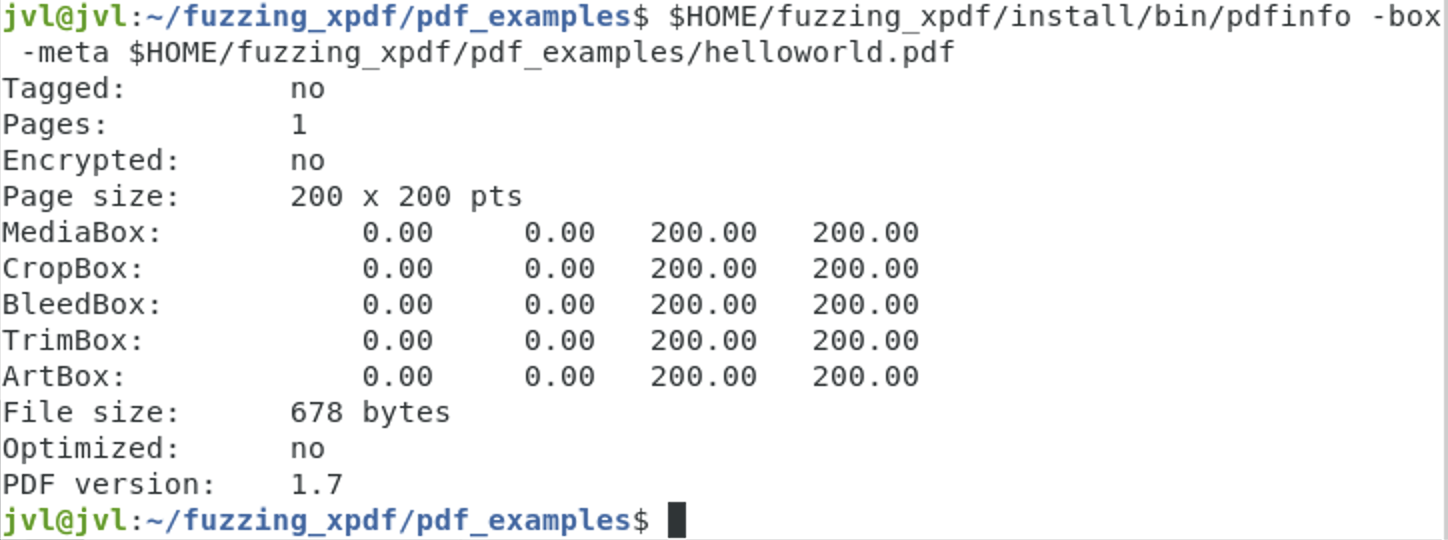 jvl@jvl:~/fuzzing_xpdf/pdf_examples$ $HOME/fuzzing_xpdf/install/bin/pdfinfo -box
 -meta $HOME/fuzzing_xpdf/pdf_examples/helloworld.pdf
Tagged:         no
Pages:          1
Encrypted:      no
Page size:      200 x 200 pts
MediaBox:           0.00     0.00   200.00   200.00
CropBox:            0.00     0.00   200.00   200.00
BleedBox:           0.00     0.00   200.00   200.00
TrimBox:            0.00     0.00   200.00   200.00
ArtBox:             0.00     0.00   200.00   200.00
File size:      678 bytes
Optimized:      no
PDF version:    1.7
jvl@jvl:~/fuzzing_xpdf/pdf_examples$